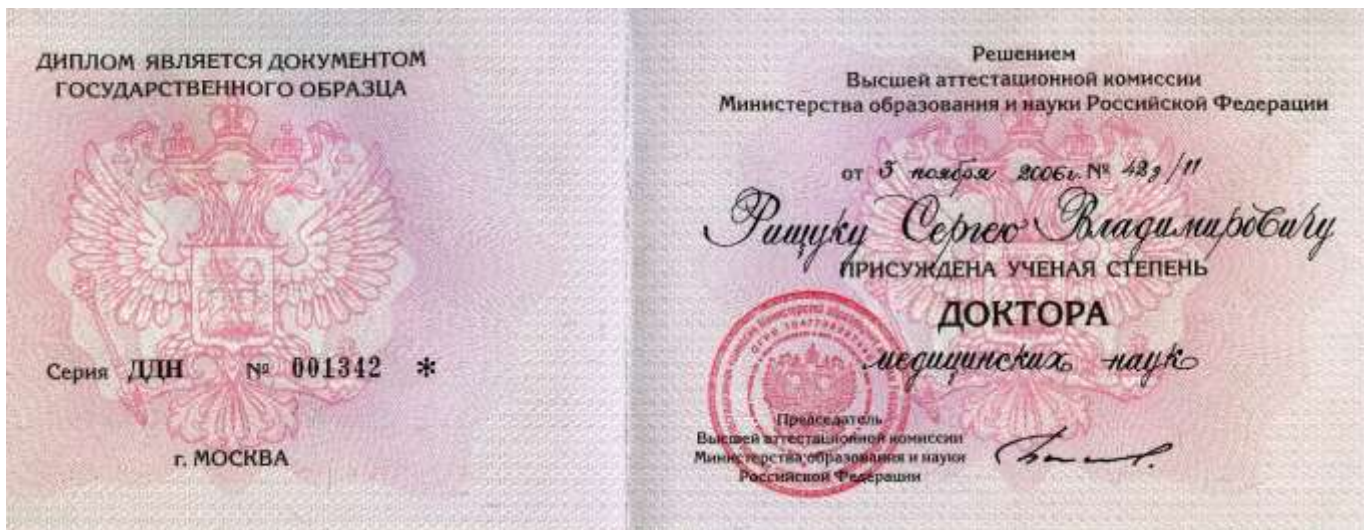 ДИПЛОМ ЯВЛЯЕТСЯ ДОКУМЕНТОМ
ГОСУДАРСТВЕННОГО ОБРАЗЦА
Серия ДДН № 001342 *
г. МОСКВА
Решением
Высшей аттестационной комиссии
Министерства образования и науки Российской Федерации
от 3 ноября 2006г. № 42д/11
Рищуку Сергею Владимировичу
ПРИСУЖДЕНА УЧЕНАЯ СТЕПЕНЬ
ДОКТОРА
медицинских наук
Председатель
Высшей аттестационной комиссии
Министерства образования и науки
Российской Федерации